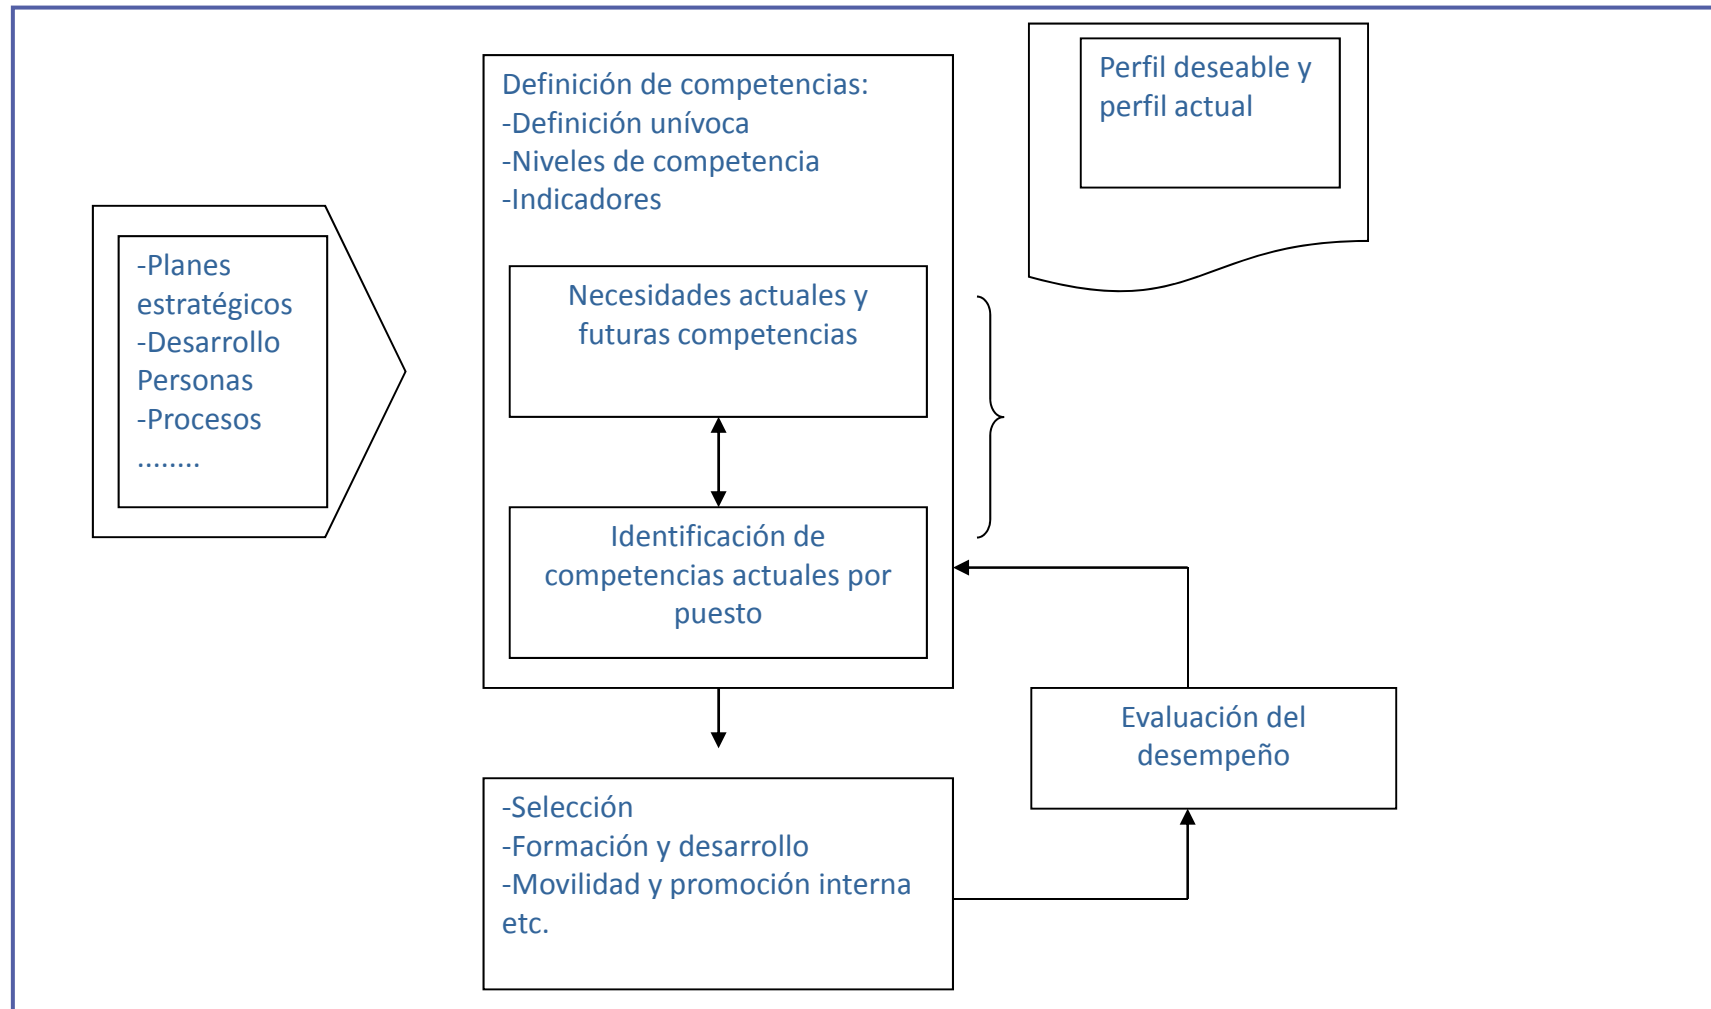 -Planes
estratégicos
-Desarrollo
Personas
-Procesos
........
Definición de competencias:
-Definición unívoca
-Niveles de competencia
-Indicadores
Necesidades actuales y
futuras competencias
Identificación de
competencias actuales por
puesto
Perfil deseable y
perfil actual
-Selección
-Formación y desarrollo
-Movilidad y promoción interna
etc.
Evaluación del
desempeño